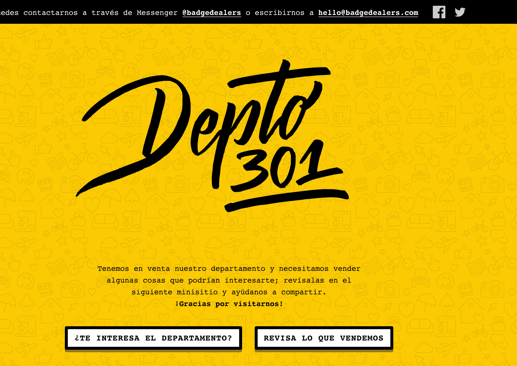 edes contactarnos a través de Messenger @badgedealers o escribirnos a hello@badgedealers.com
Depto
301
Tenemos en venta nuestro departamento y necesitamos vender
algunas cosas que podrían interesarte; revísalas en el
siguiente minisitio y ayúdanos a compartir.
¡Gracias por visitarnos!
¿TE INTERESA EL DEPARTAMENTO?
REVISA LO QUE VENDEMOS